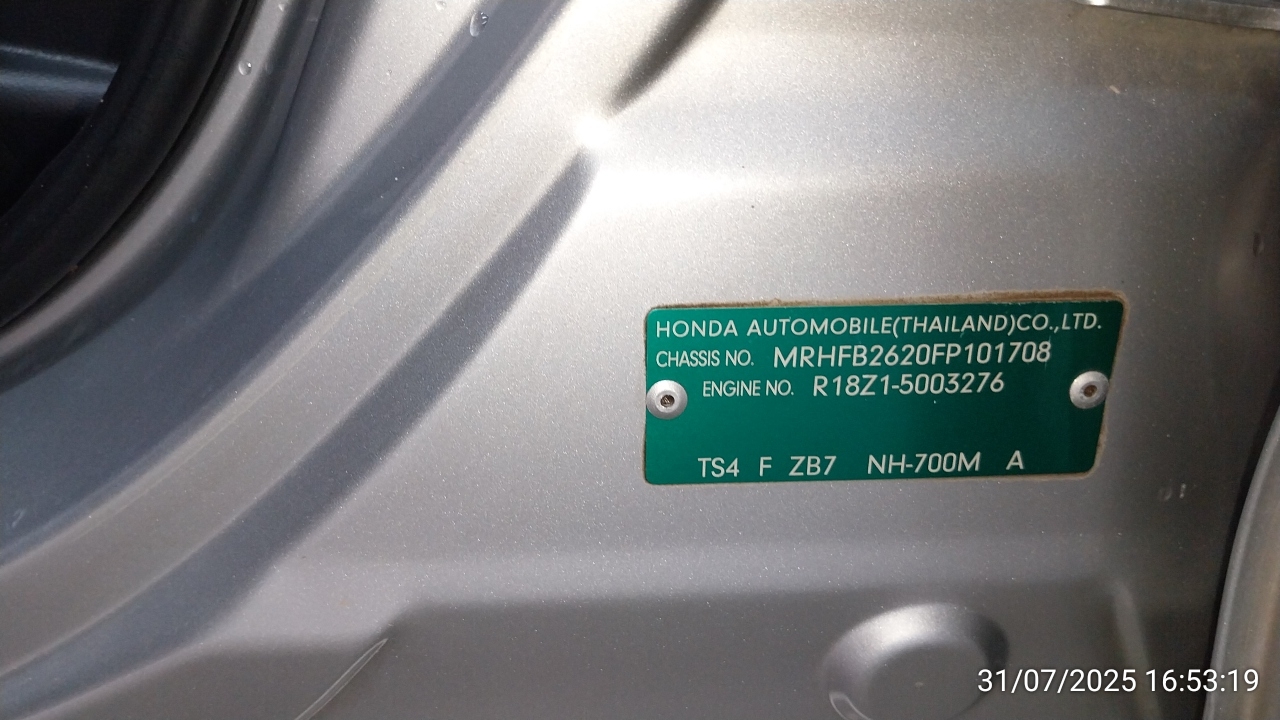 HONDA AUTOMOBILE(THAILAND)CO.,LTD.
CHASSIS NO. MRHFB2620FP101708
ENGINE NO. R18Z1-5003276
TS4 F ZB7 NH-700M A
31/07/2025 16:53:19